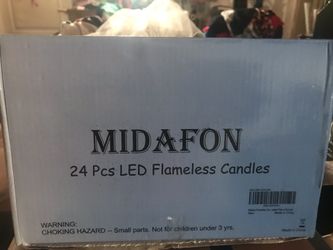 MIDAFON
24 Pcs LED Flameless Candles
WARNING:
CHOKING HAZARD -- Small parts. Not for children under 3 yrs.